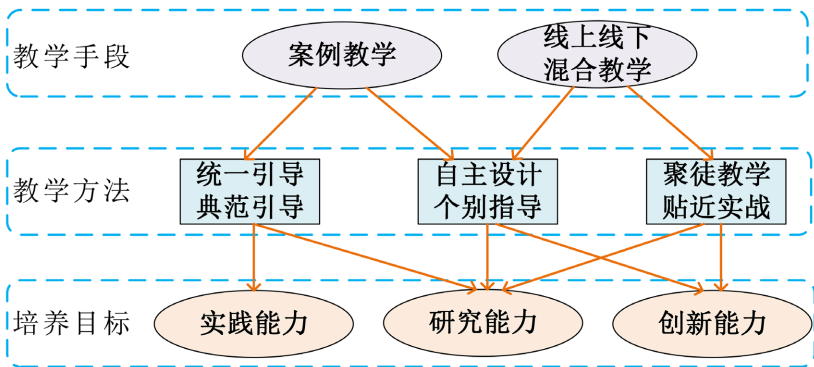 教学手段
案例教学
线上线下
混合教学
教学方法
统一引导
典范引导
自主设计
个别指导
聚徒教学
贴近实战
培养目标
实践能力
研究能力
创新能力